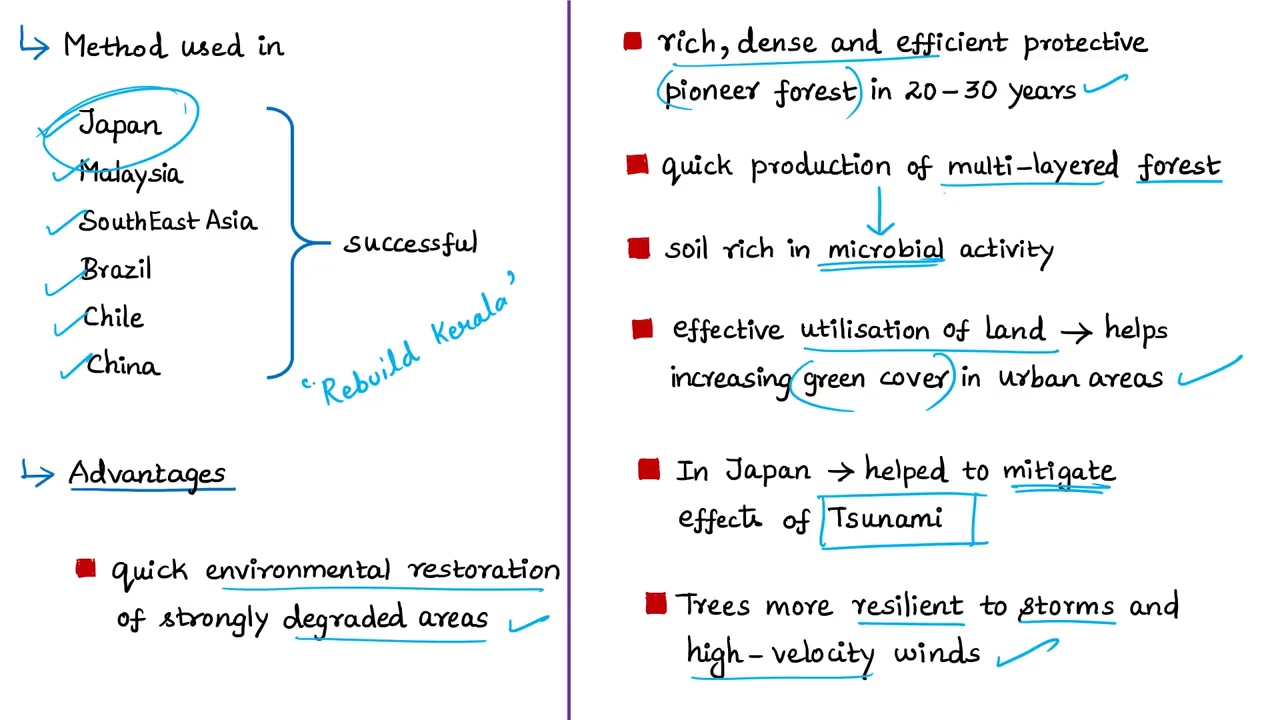 Method used in
Japan
Malaysia
SouthEast Asia
Brazil
Chile
China
successful
"Rebuild Kerala"
Advantages
quick environmental restoration
of strongly degraded areas
rich, dense and efficient protective
pioneer forest in 20-30 years
quick production of multi-layered forest
soil rich in microbial activity
effective utilisation of land → helps
increasing green cover in urban areas
In Japan → helped to mitigate
effects of Tsunami
Trees more resilient to storms and
high-velocity winds